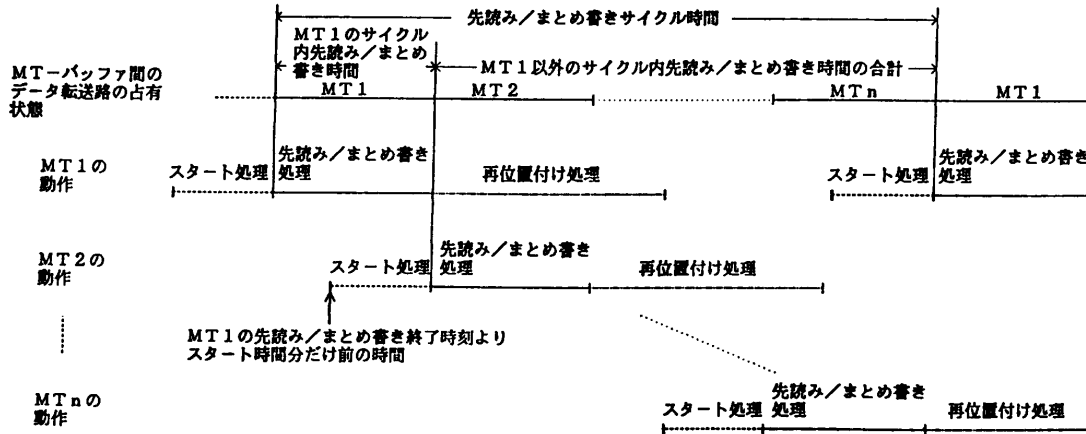 先読み/まとめ書きサイクル時間
MT1のサイクル
内先読み/まとめ
書き時間
MT1以外のサイクル内先読み/まとめ書き時間の合計
MT-バッファ間の
データ転送路の占有
状態
MT1
MT2
MTn
MT1
MT1の
動作
スタート処理
先読み/まとめ書き
処理
再位置付け処理
スタート処理
先読み/まとめ書き
処理
MT2の
動作
スタート処理
先読み/まとめ書き
処理
再位置付け処理
MT1の先読み/まとめ書き終了時刻より
スタート時間分だけ前の時間
MTnの
動作
スタート処理
先読み/まとめ書き
処理
再位置付け処理